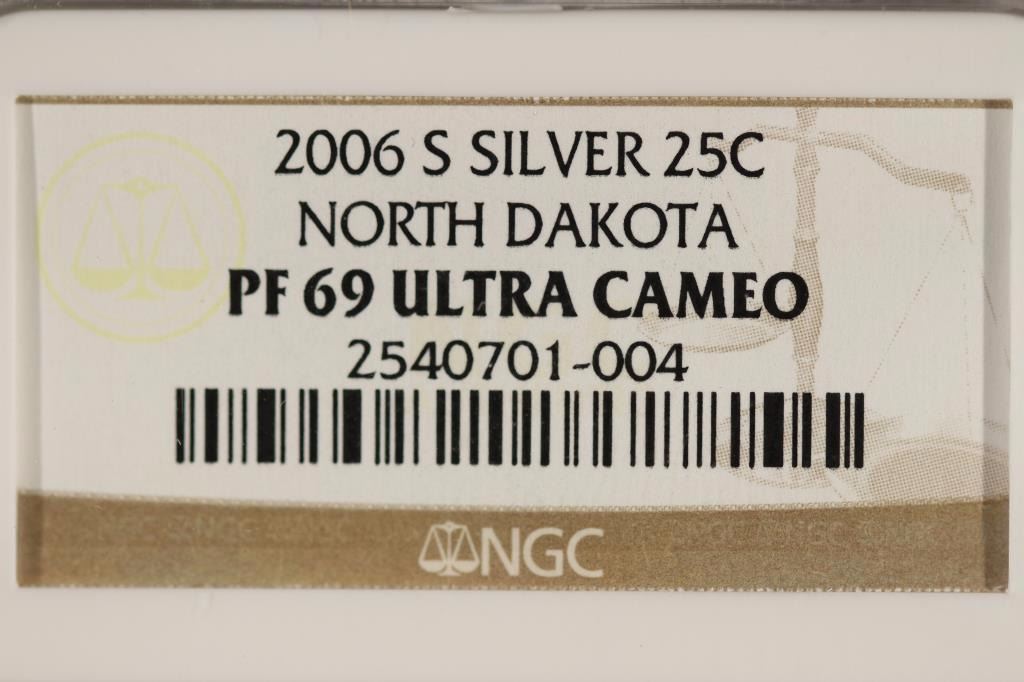 2006 S SILVER 25C
NORTH DAKOTA
PF 69 ULTRA CAMEO
2540701-004
NGC